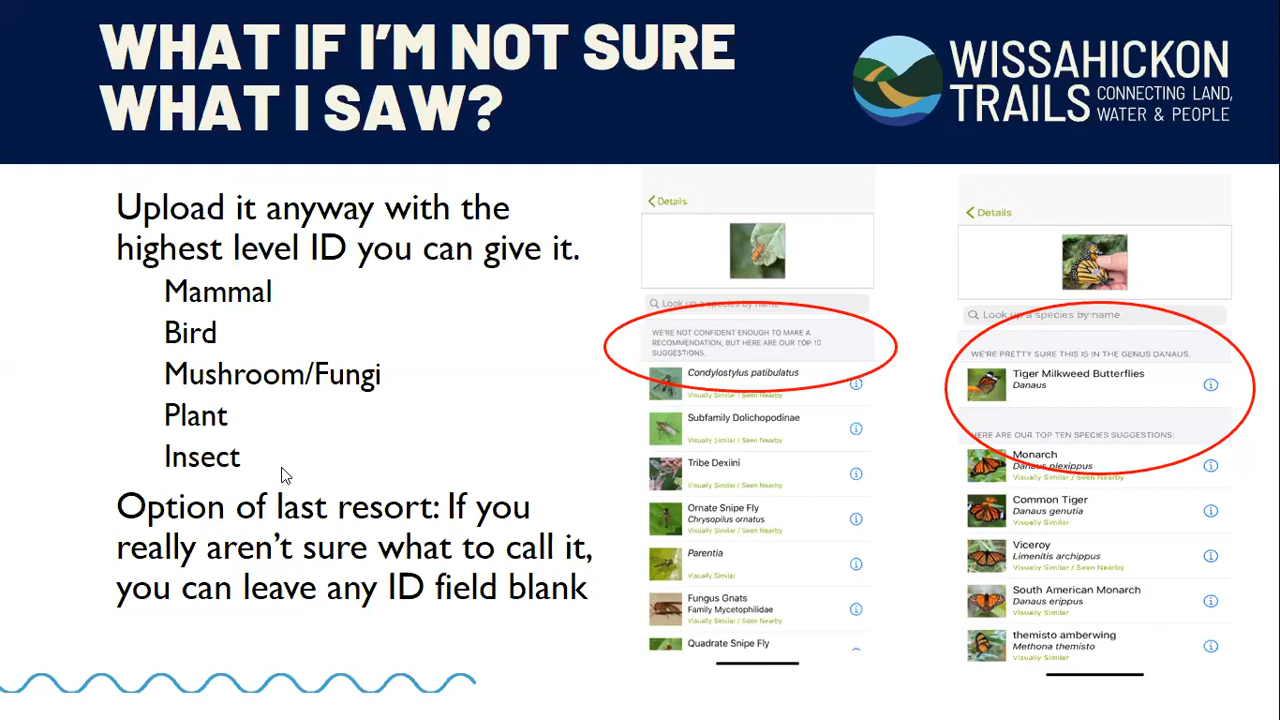 WHAT IF I'M NOT SURE
WHAT I SAW?
WISSAHICKON
TRAILS
CONNECTING LAND,
WATER & PEOPLE
Upload it anyway with the
highest level ID you can give it.
Mammal
Bird
Mushroom/Fungi
Plant
Insect
Option of last resort: If you
really aren't sure what to call it,
you can leave any ID field blank
Details
Look up a species by name
WE'RE NOT CONFIDENT ENOUGH TO MAKE A
RECOMMENDATION, BUT HERE ARE OUR TOP 10
SUGGESTIONS.
Condylostylus patibulatus
Visually Similar / Seen Nearby
Subfamily Dolichopodinae
Visually Similar / Seen Nearby
Tribe Dexiini
Visually Similar / Seen Nearby
Ornate Snipe Fly
Chrysopilus ornatus
Visually Similar / Seen Nearby
Parentia
Visually Similar
Fungus Gnats
Family Mycetophilidae
Visually Similar / Seen Nearby
Quadrate Snipe Fly
Details
Look up a species by name
WE'RE PRETTY SURE THIS IS IN THE GENUS DANAUS.
Tiger Milkweed Butterflies
Danaus
HERE ARE OUR TOP TEN SPECIES SUGGESTIONS:
Monarch
Danaus plexippus
Visually Similar / Seen Nearby
Common Tiger
Danaus genutia
Visually Similar
Viceroy
Limenitis archippus
Visually Similar / Seen Nearby
South American Monarch
Danaus erippus
Visually Similar
themisto amberwing
Methona themisto
Visually Similar